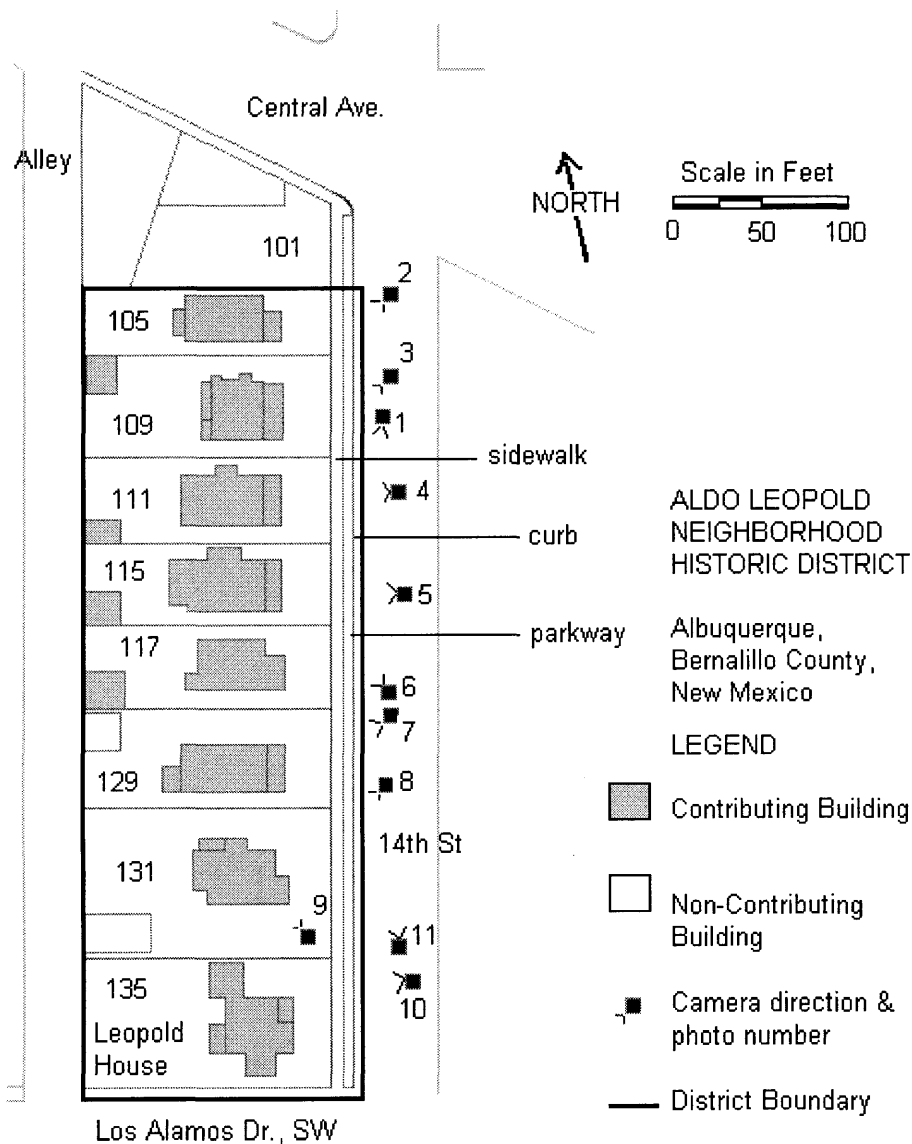 Central Ave.
Alley
NORTH
Scale in Feet
0 50 100
101
2
105
3
109
1
sidewalk
111
4
curb
115
5
parkway
117
6
7
129
8
14th St
131
9
11
10
135
Leopold
House
Los Alamos Dr., SW
ALDO LEOPOLD
NEIGHBORHOOD
HISTORIC DISTRICT
Albuquerque,
Bernalillo County,
New Mexico
LEGEND
Contributing Building
Non-Contributing
Building
Camera direction &
photo number
District Boundary